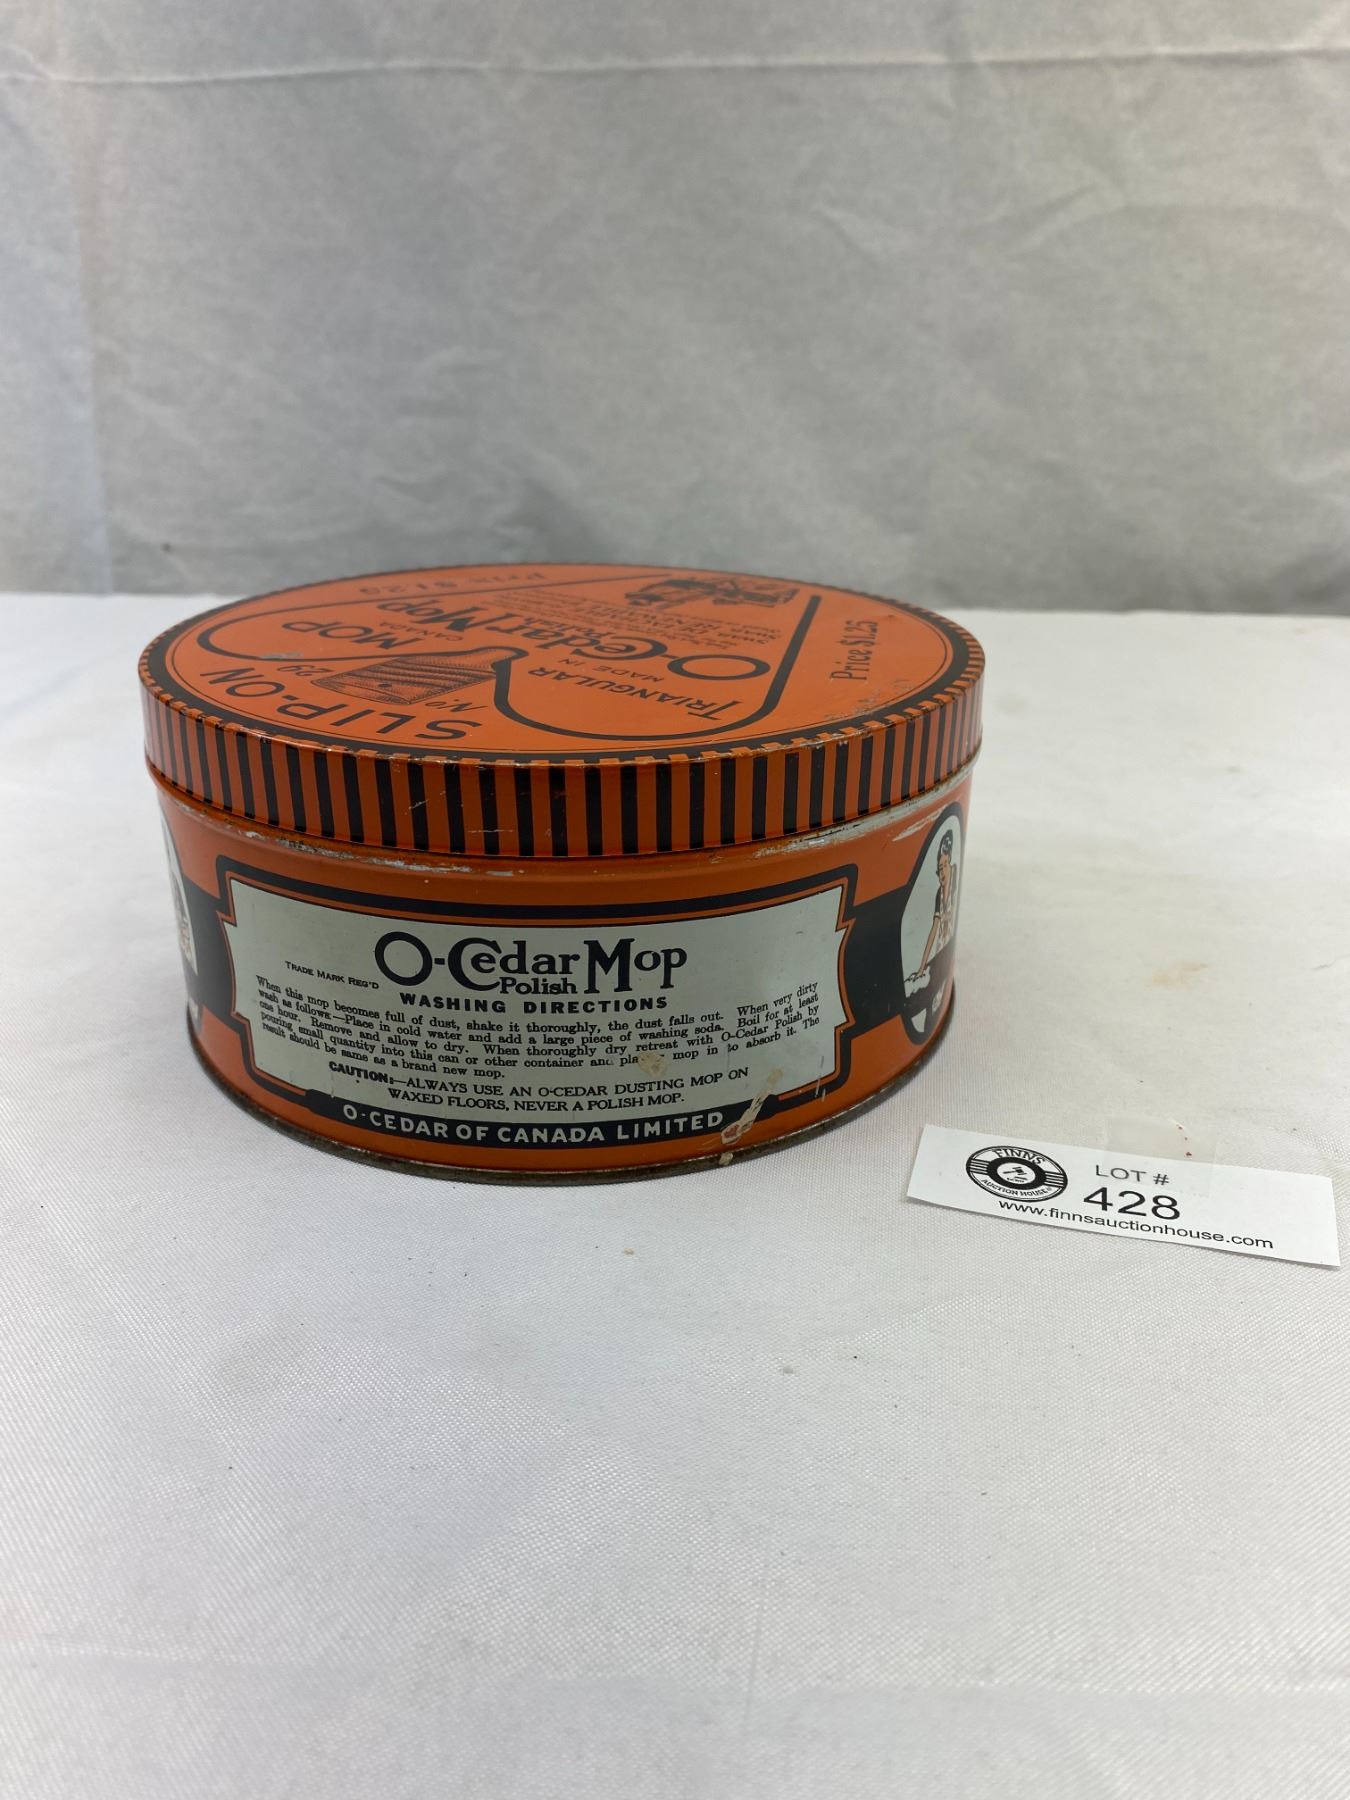 SLIP-ON
No. 29
MOP
TRIANGULAR
MADE IN CANADA
O-Cedar Mop
Polish
Price $1.25
Prix $1.29
TRADE MARK REG'D
O-Cedar Mop
Polish
WASHING DIRECTIONS
When this mop becomes full of dust, shake it thoroughly, the dust falls out. When very dirty
wash as follows:—Place in cold water and add a large piece of washing soda. Boil for at least
one hour. Remove and allow to dry. When thoroughly dry retreat with O-Cedar Polish by
pouring small quantity into this can or other container and mop in to absorb it. The
result should be same as a brand new mop.
CAUTION:—ALWAYS USE AN O-CEDAR DUSTING MOP ON
WAXED FLOORS, NEVER A POLISH MOP.
O-CEDAR OF CANADA LIMITED
FINNS
AUCTION HOUSE
LOT #
428
www.finnsauctionhouse.com